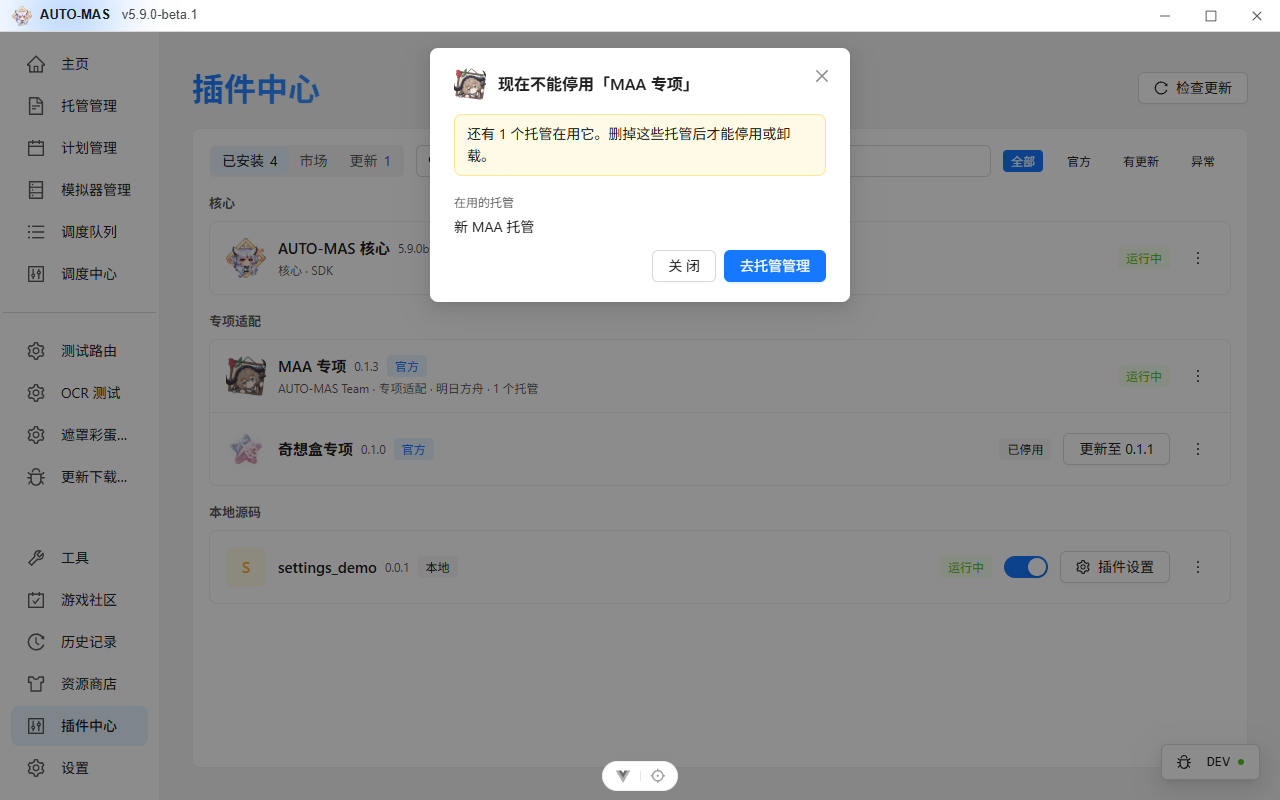 AUTO-MAS v5.9.0-beta.1
主页
托管管理
计划管理
模拟器管理
调度队列
调度中心
测试路由
OCR 测试
遮罩彩蛋...
更新下载...
工具
游戏社区
历史记录
资源商店
插件中心
设置
插件中心
检查更新
已安装 4 市场 更新 1
全部 官方 有更新 异常
核心
AUTO-MAS 核心 5.9.0b
核心 · SDK
运行中
专项适配
MAA 专项 0.1.3 官方
AUTO-MAS Team · 专项适配 · 明日方舟 · 1 个托管
运行中
奇想盒专项 0.1.0 官方
已停用 更新至 0.1.1
本地源码
S settings_demo 0.0.1 本地
运行中 插件设置
现在不能停用「MAA 专项」
还有 1 个托管在用它。删掉这些托管后才能停用或卸
载。
在用的托管
新 MAA 托管
关 闭 去托管管理
DEV